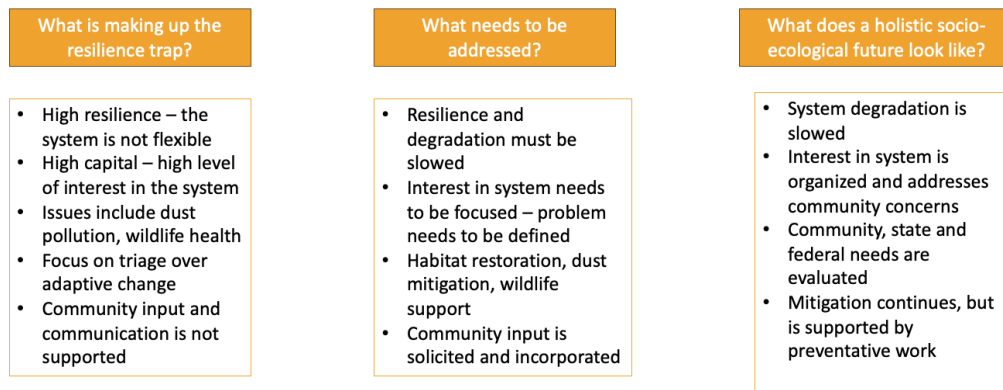 What is making up the
resilience trap?
• High resilience – the
system is not flexible
• High capital – high level
of interest in the system
• Issues include dust
pollution, wildlife health
• Focus on triage over
adaptive change
• Community input and
communication is not
supported
What needs to be
addressed?
• Resilience and
degradation must be
slowed
• Interest in system needs
to be focused – problem
needs to be defined
• Habitat restoration, dust
mitigation, wildlife
support
• Community input is
solicited and incorporated
What does a holistic socio-
ecological future look like?
• System degradation is
slowed
• Interest in system is
organized and addresses
community concerns
• Community, state and
federal needs are
evaluated
• Mitigation continues, but
is supported by
preventative work